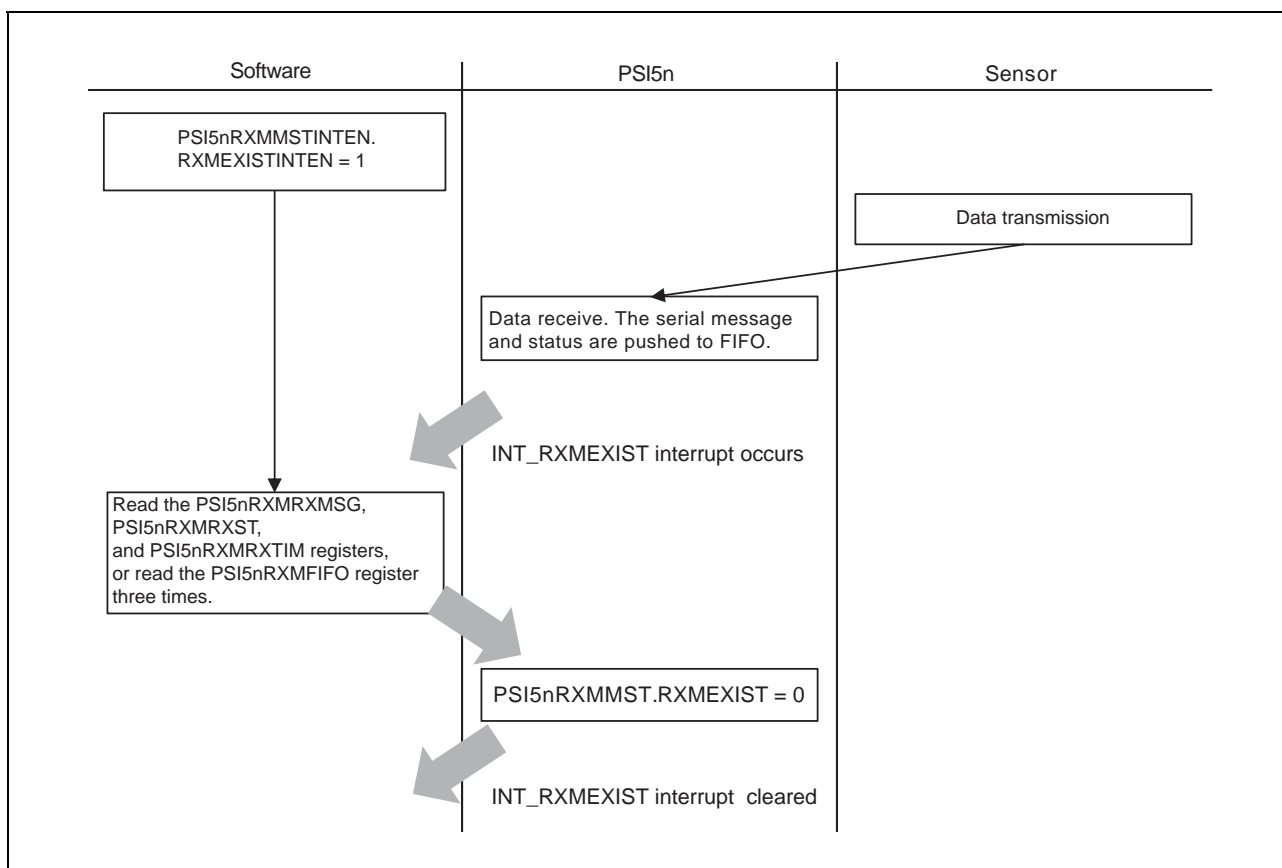 Software
PSI5n
Sensor
PSI5nRXMMSTINTEN.
RXMEXISTINTEN = 1
Data transmission
Data receive. The serial message
and status are pushed to FIFO.
INT_RXMEXIST interrupt occurs
Read the PSI5nRXMRXMSG,
PSI5nRXMRXST,
and PSI5nRXMRXTIM registers,
or read the PSI5nRXMFIFO register
three times.
PSI5nRXMMST.RXMEXIST = 0
INT_RXMEXIST interrupt cleared